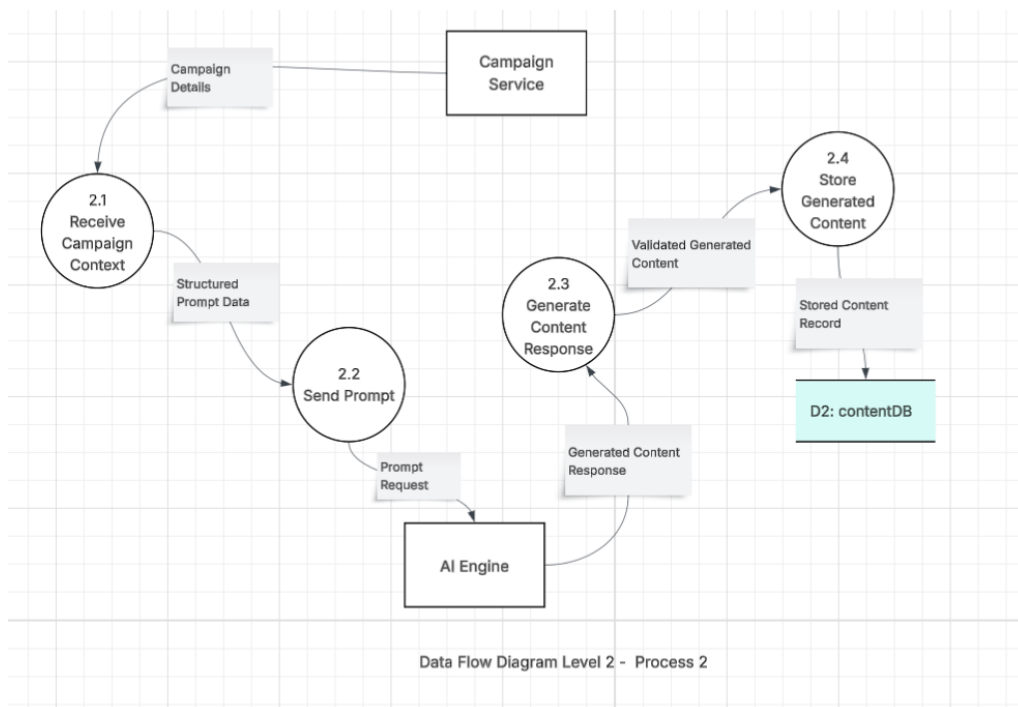 Campaign
Service
Campaign
Details
2.1
Receive
Campaign
Context
Structured
Prompt Data
2.2
Send Prompt
Prompt
Request
AI Engine
Generated Content
Response
2.3
Generate
Content
Response
Validated Generated
Content
2.4
Store
Generated
Content
Stored Content
Record
D2: contentDB
Data Flow Diagram Level 2 - Process 2